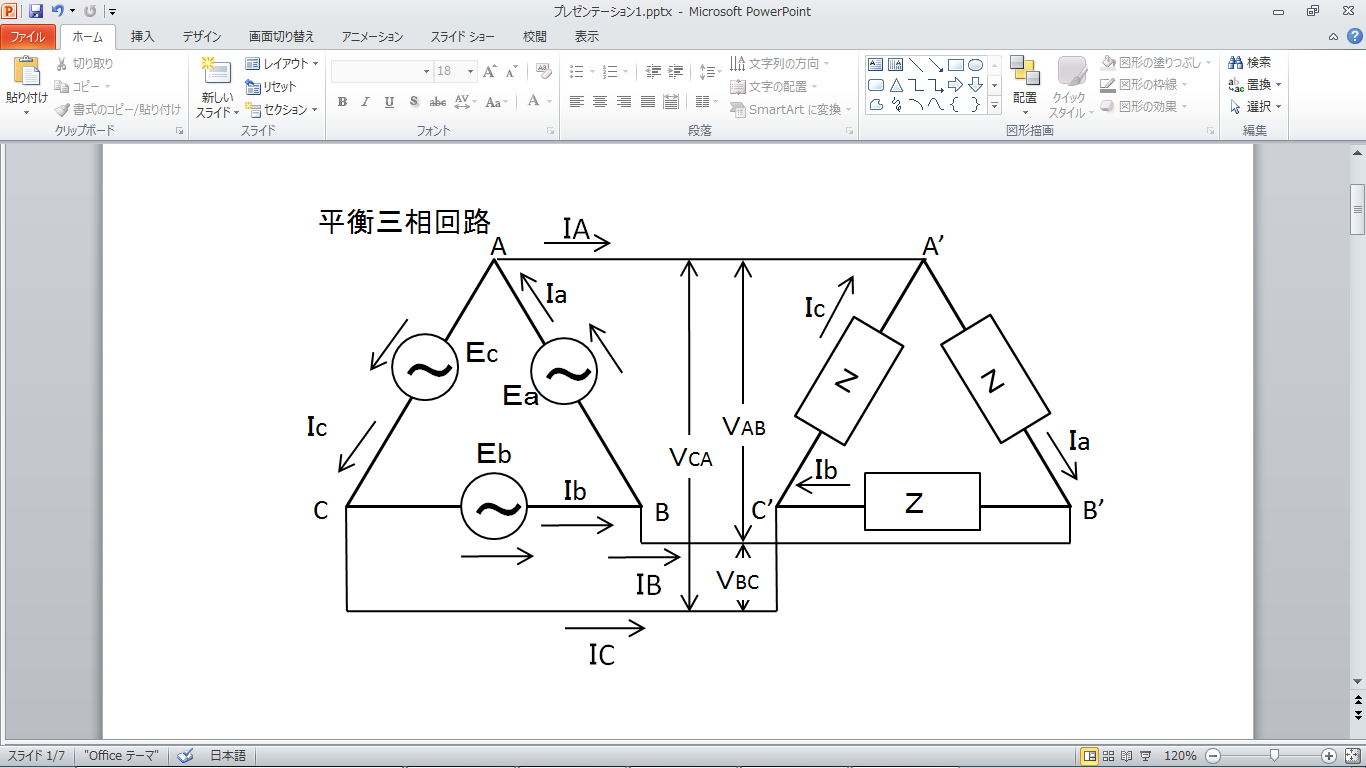 プレゼンテーション1.pptx - Microsoft PowerPoint
ファイル ホーム 挿入 デザイン 画面切り替え アニメーション スライド ショー 校閲 表示
貼り付け
切り取り
コピー
書式のコピー/貼り付け
クリップボード
新しい
スライド
レイアウト
リセット
セクション
スライド
18
B I U S abc AV Aa A
フォント
文字列の方向
文字の配置
SmartArt に変換
段落
配置
クイック
スタイル
図形の塗りつぶし
図形の枠線
図形の効果
図形描画
検索
置換
選択
編集
平衡三相回路
IA
A
A’
Ia
Ic
Ec
Ea
Z
Z
VAB
Ic
Ia
VCA
Eb
Ib
Ib
C
B
C’
Z
B’
IB
VBC
IC
スライド 1/7
"Office テーマ"
日本語
120%